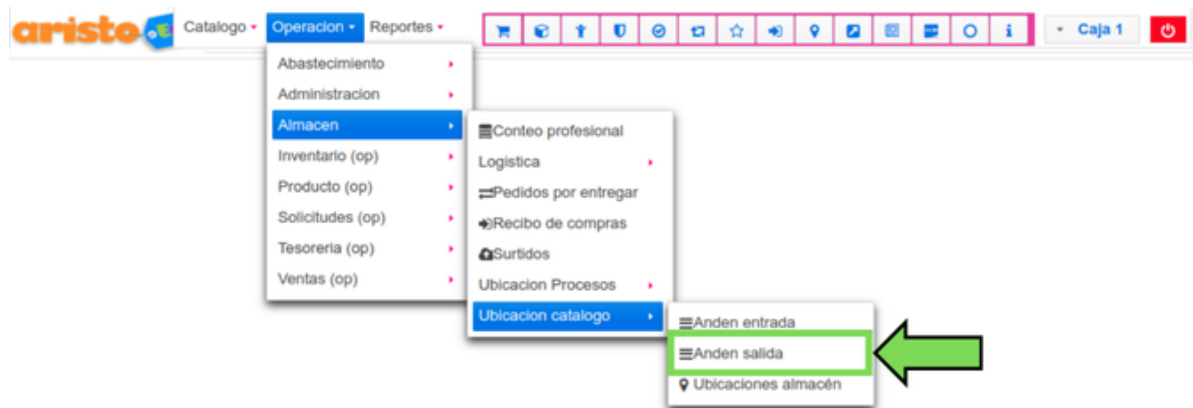 aristo
Catalogo Operacion Reportes Caja 1
Abastecimiento
Administracion
Almacen
Inventario (op)
Producto (op)
Solicitudes (op)
Tesoreria (op)
Ventas (op)
Conteo profesional
Logistica
Pedidos por entregar
Recibo de compras
Surtidos
Ubicacion Procesos
Ubicacion catalogo
Anden entrada
Anden salida
Ubicaciones almacén